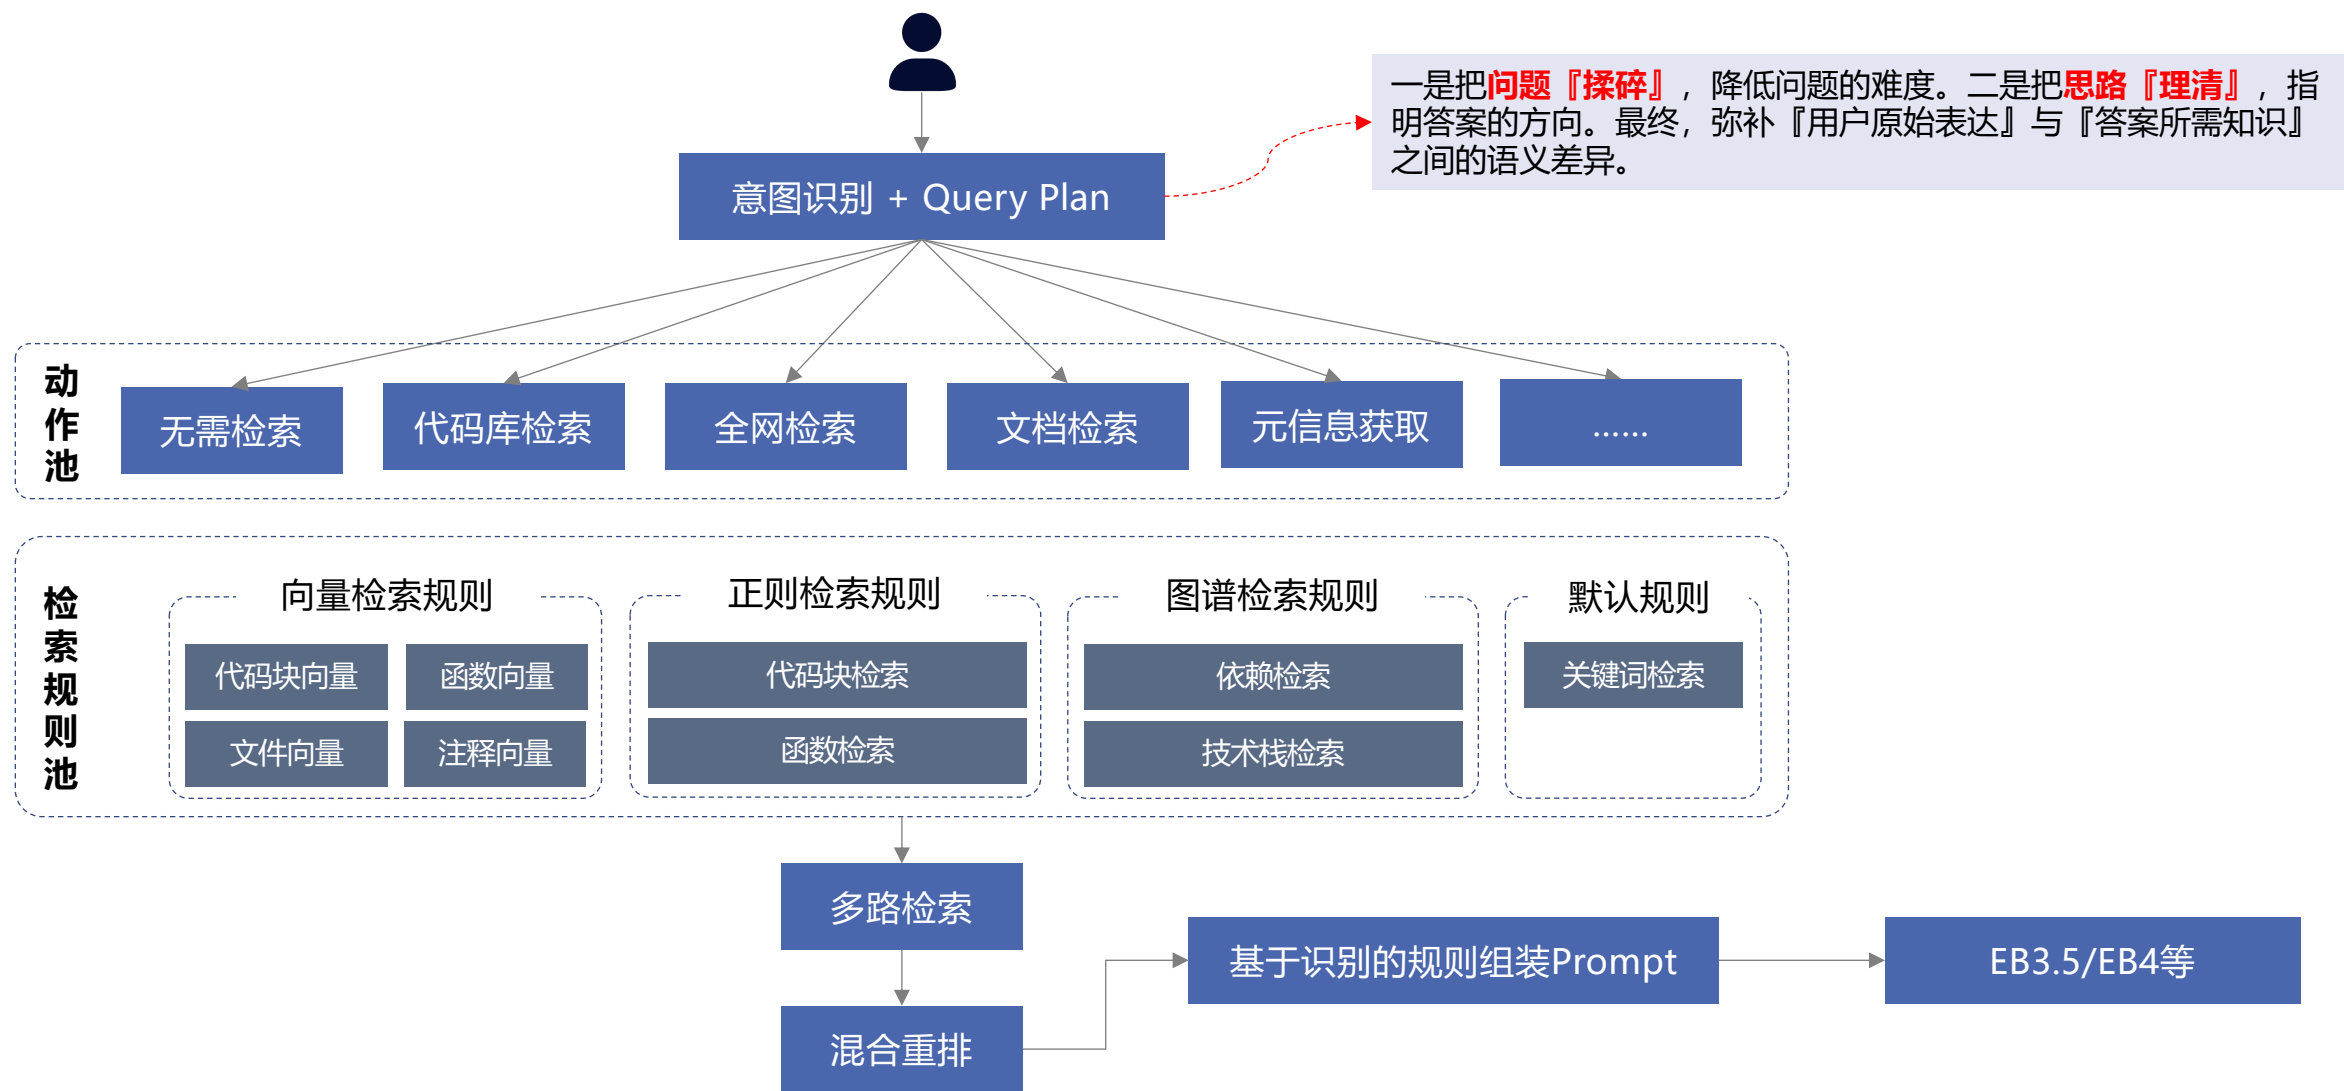 一是把问题『揉碎』，降低问题的难度。二是把思路『理清』，指
明答案的方向。最终，弥补『用户原始表达』与『答案所需知识』
之间的语义差异。
意图识别 + Query Plan
动作池
无需检索
代码库检索
全网检索
文档检索
元信息获取
……
检索规则池
向量检索规则
代码块向量
函数向量
文件向量
注释向量
正则检索规则
代码块检索
函数检索
图谱检索规则
依赖检索
技术栈检索
默认规则
关键词检索
多路检索
混合重排
基于识别的规则组装Prompt
EB3.5/EB4等